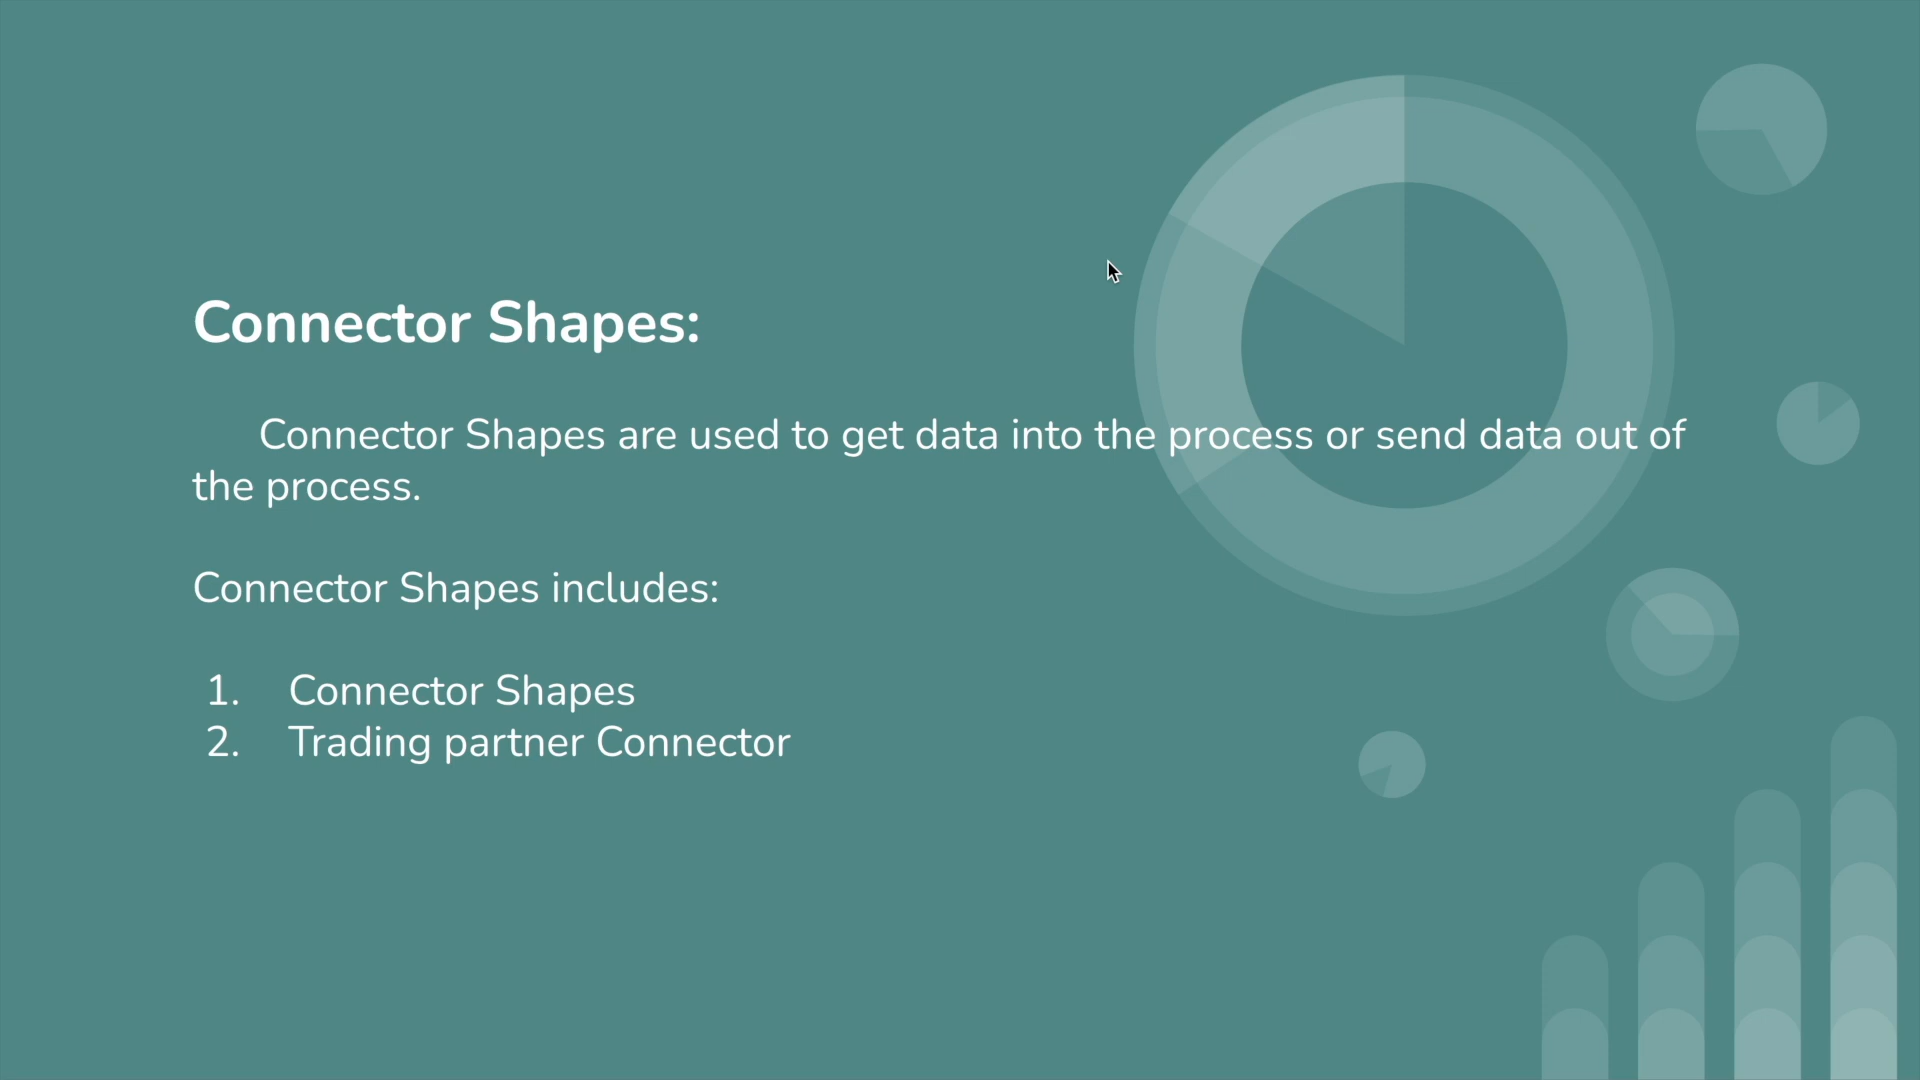 Connector Shapes:
Connector Shapes are used to get data into the process or send data out of
the process.
Connector Shapes includes:
1. Connector Shapes
2. Trading partner Connector